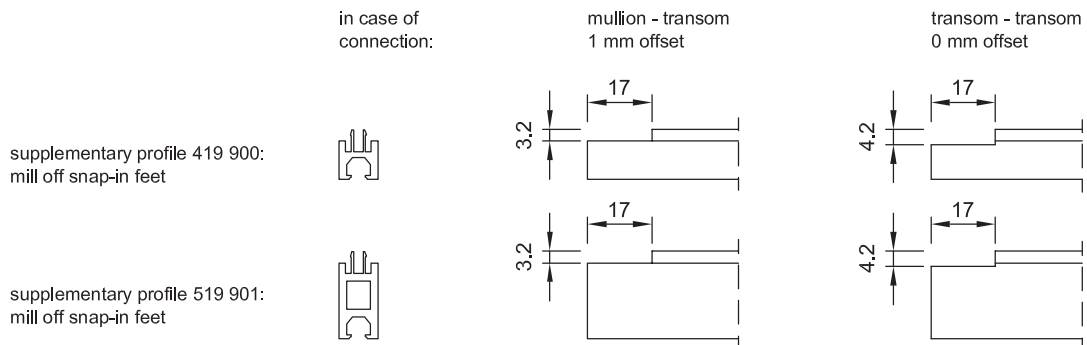 in case of
connection:
mullion - transom
1 mm offset
transom - transom
0 mm offset
supplementary profile 419 900:
mill off snap-in feet
17
3.2
17
4.2
supplementary profile 519 901:
mill off snap-in feet
17
3.2
17
4.2